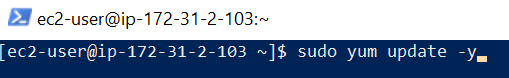 ec2-user@ip-172-31-2-103:~
[ec2-user@ip-172-31-2-103 ~]$ sudo yum update -y